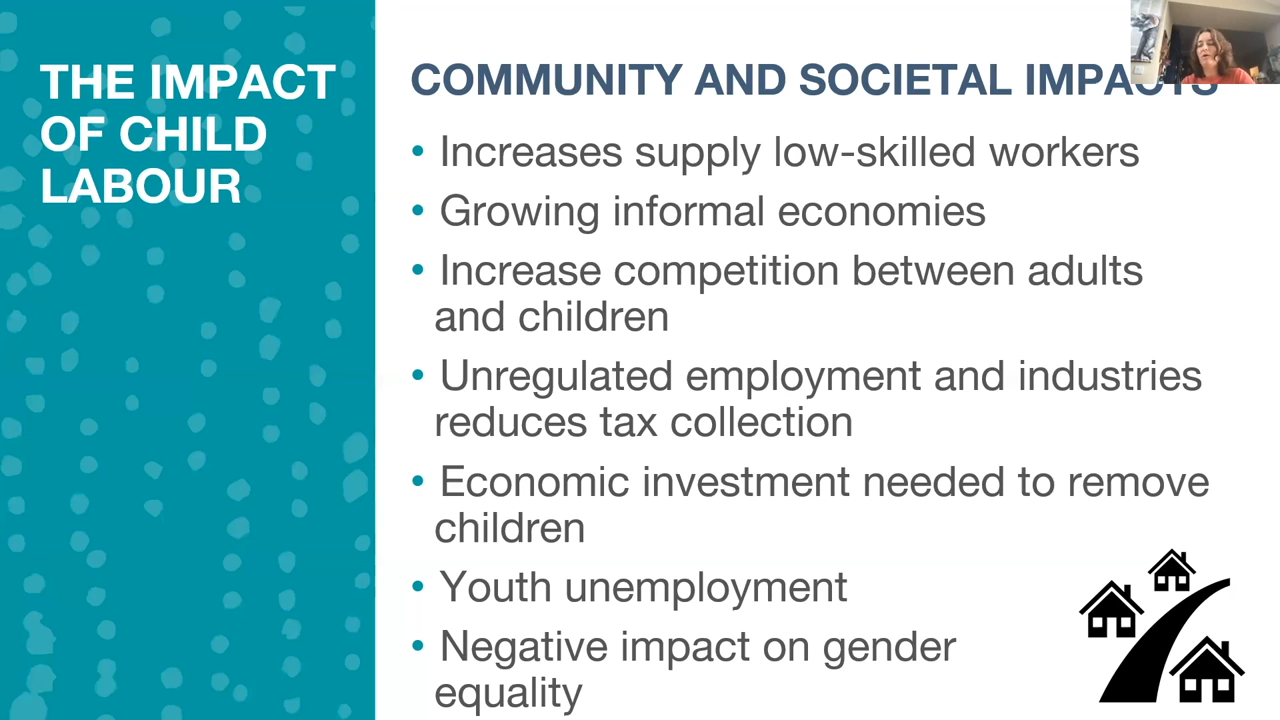 THE IMPACT
OF CHILD
LABOUR
COMMUNITY AND SOCIETAL IMPACTS
• Increases supply low-skilled workers
• Growing informal economies
• Increase competition between adults
and children
• Unregulated employment and industries
reduces tax collection
• Economic investment needed to remove
children
• Youth unemployment
• Negative impact on gender
equality